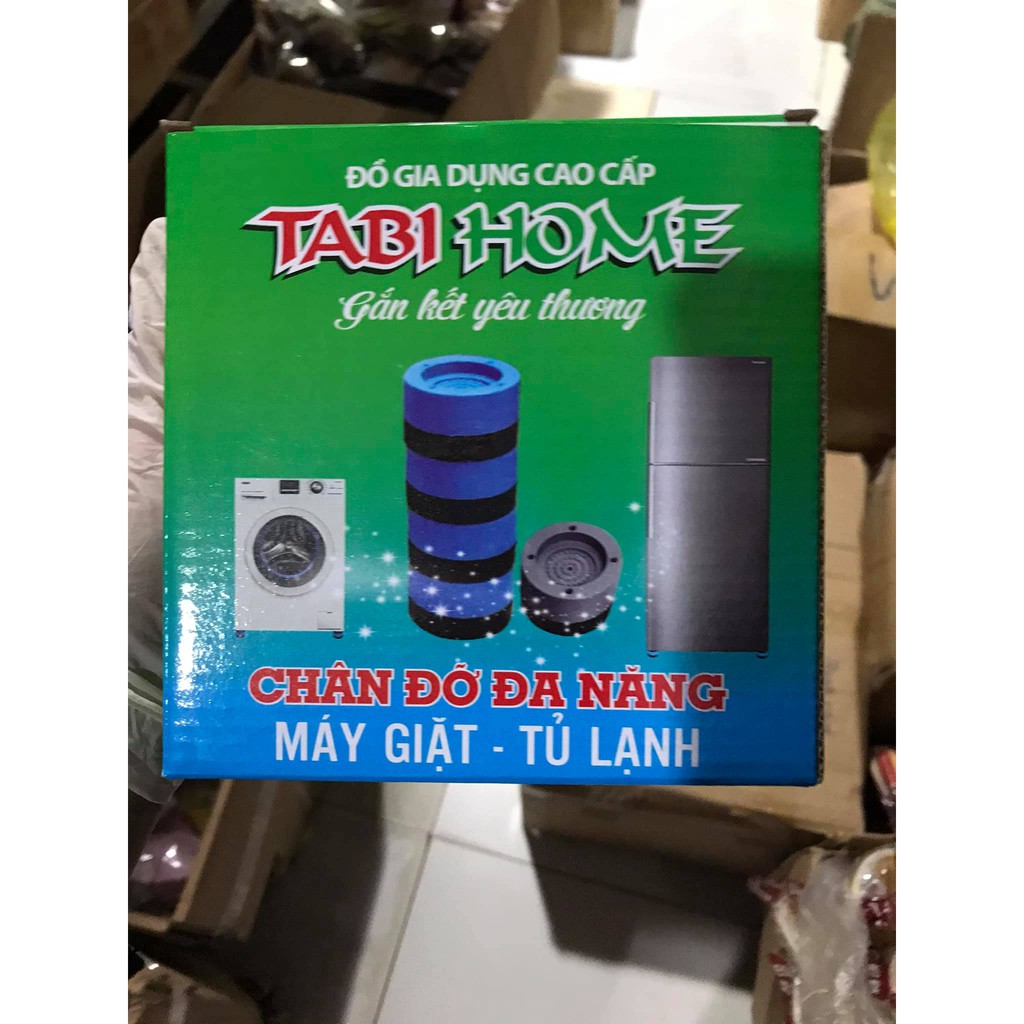 ĐỒ GIA DỤNG CAO CẤP
TABI HOME
Gắn kết yêu thương
CHÂN ĐỠ ĐA NĂNG
MÁY GIẶT - TỦ LẠNH